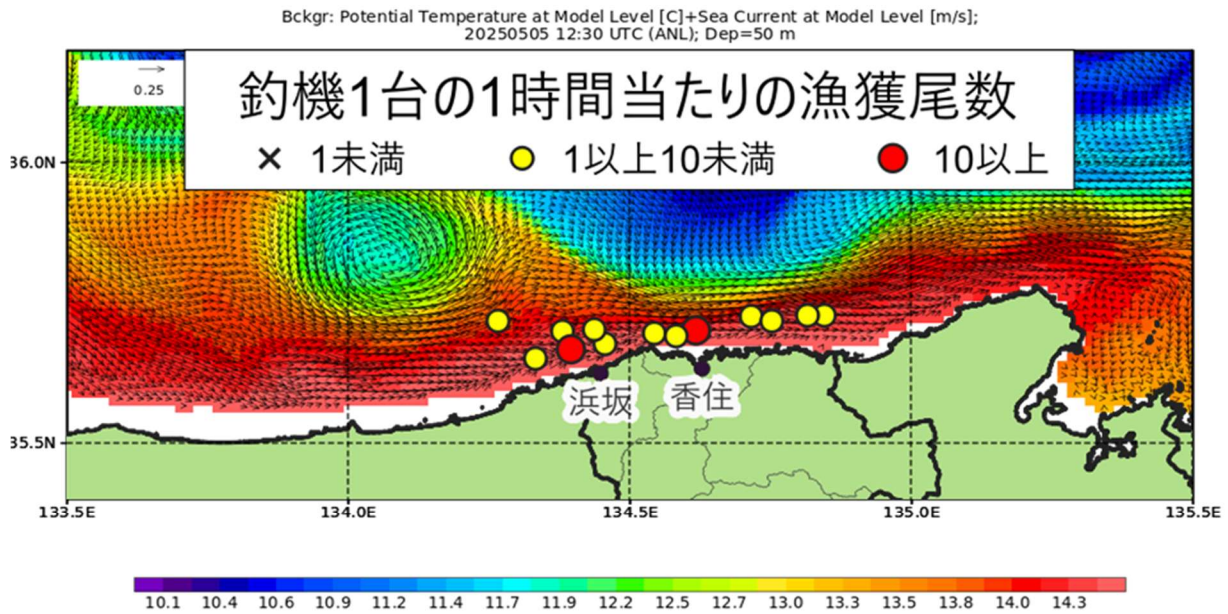 Bckgr: Potential Temperature at Model Level [C]+Sea Current at Model Level [m/s];
20250505 12:30 UTC (ANL); Dep=50 m
0.25
釣機1台の1時間当たりの漁獲尾数
1未満 1以上10未満 10以上
36.0N
浜坂 香住
35.5N
133.5E 134.0E 134.5E 135.0E 135.5E
10.1 10.4 10.6 10.9 11.2 11.4 11.7 11.9 12.2 12.5 12.7 13.0 13.3 13.5 13.8 14.0 14.3